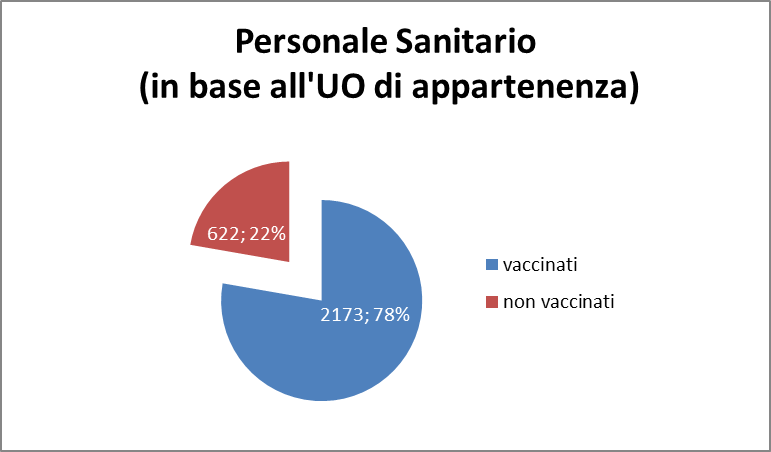 Personale Sanitario
(in base all'UO di appartenenza)
622; 22%
2173; 78%
vaccinati
non vaccinati